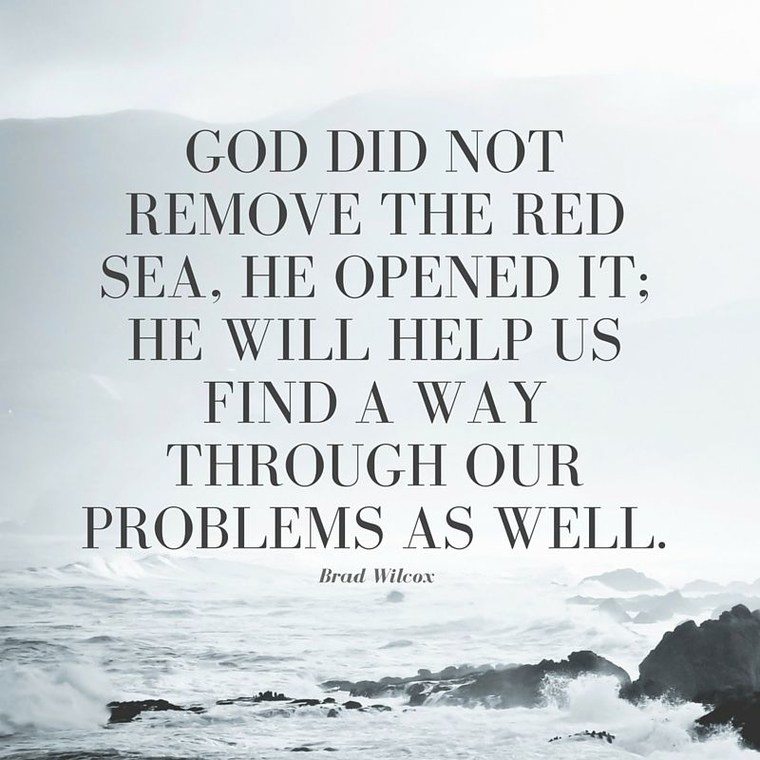 GOD DID NOT
REMOVE THE RED
SEA, HE OPENED IT;
HE WILL HELP US
FIND A WAY
THROUGH OUR
PROBLEMS AS WELL.
Brad Wilcox